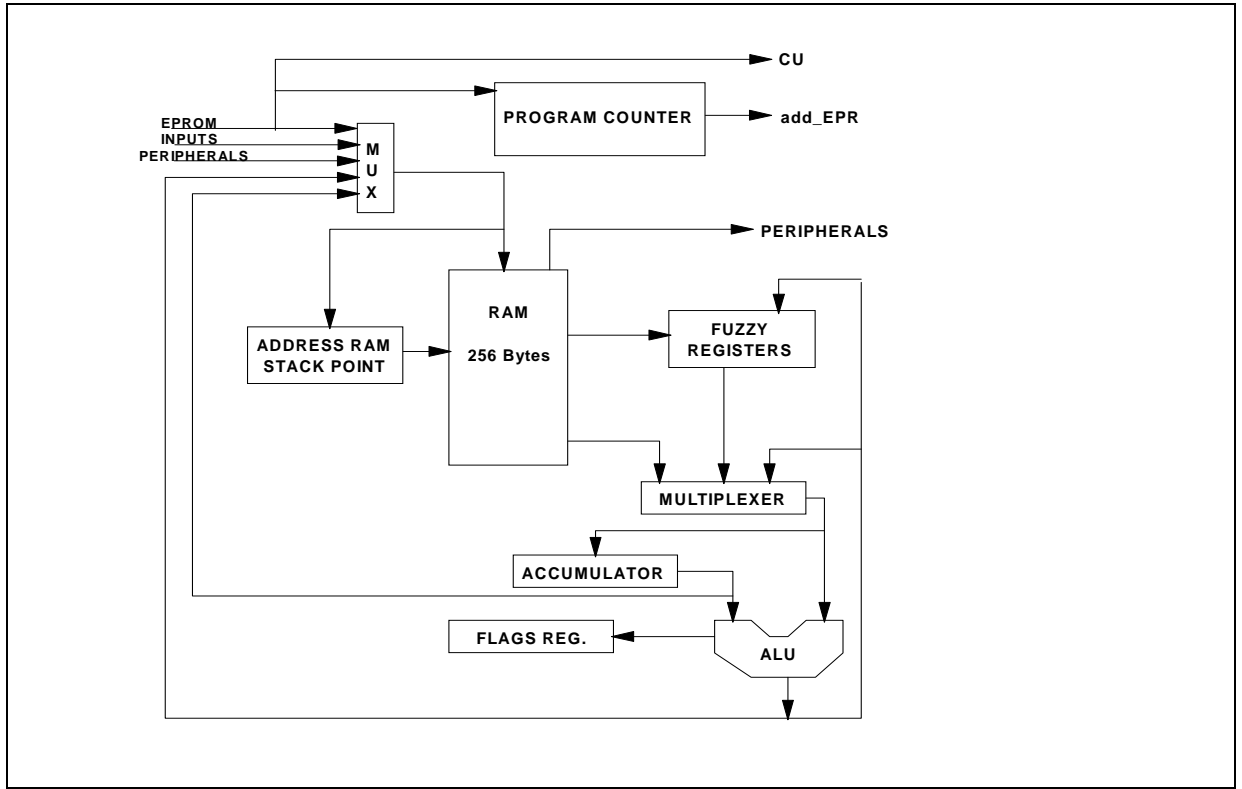 CU
PROGRAM COUNTER
add_EPR
EPROM
INPUTS
PERIPHERALS
M
U
X
PERIPHERALS
RAM
256 Bytes
FUZZY
REGISTERS
ADDRESS RAM
STACK POINT
MULTIPLEXER
ACCUMULATOR
FLAGS REG.
ALU